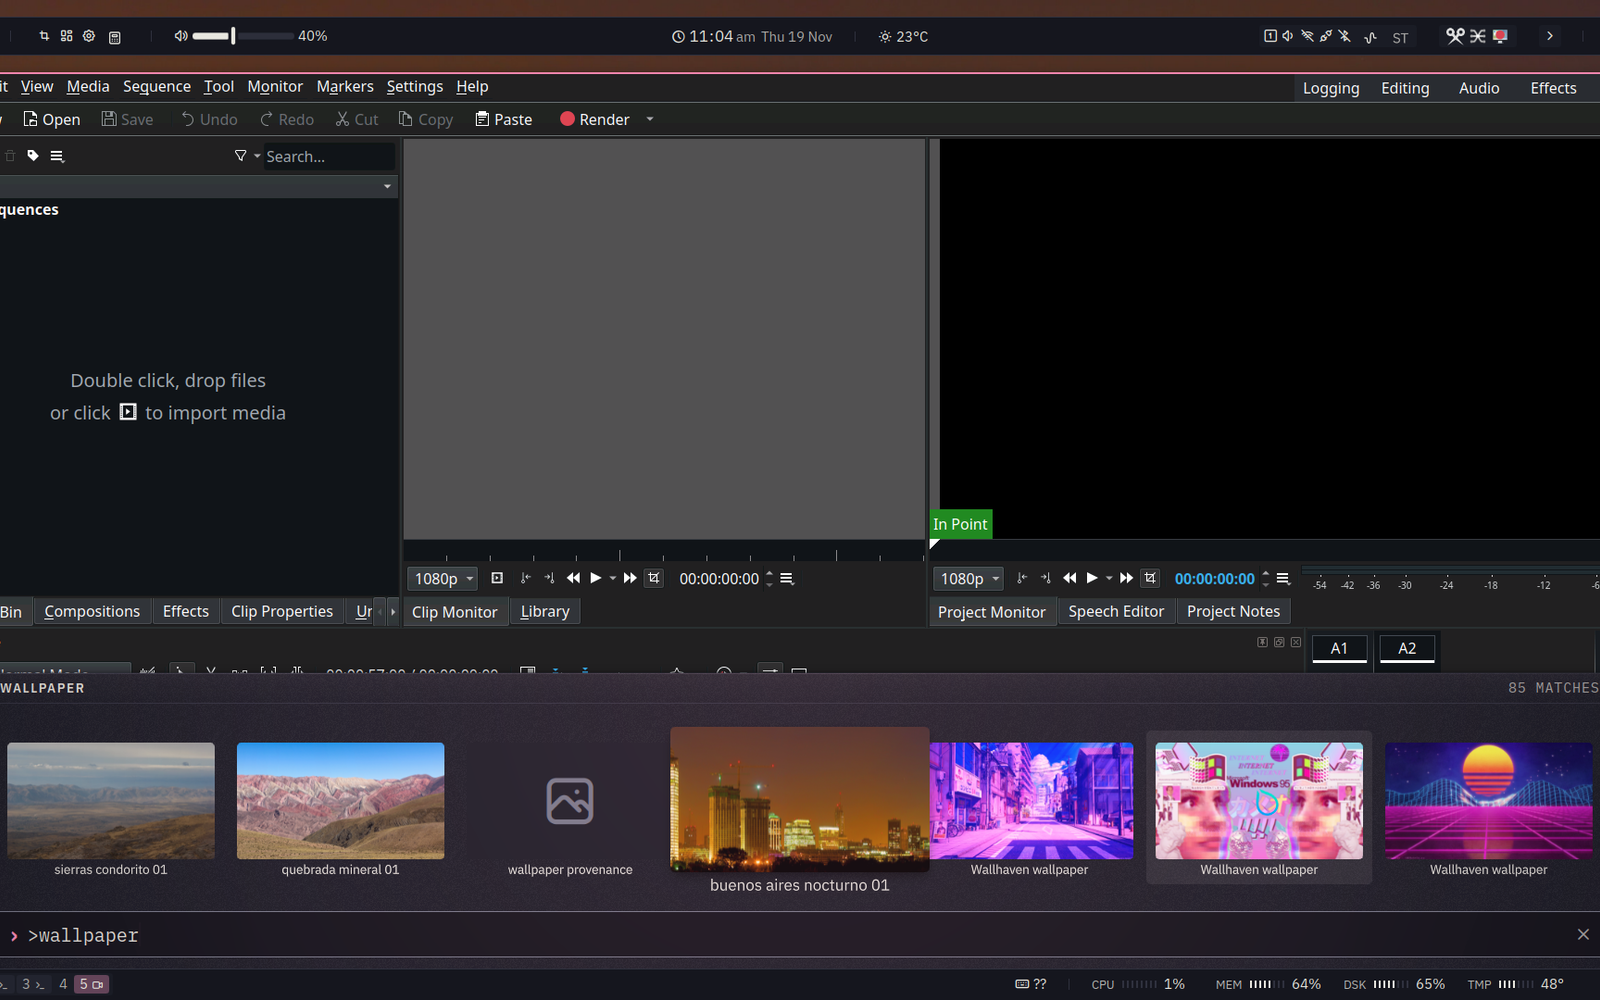 40%
11:04 am Thu 19 Nov
23°C
1
ST
it View Media Sequence Tool Monitor Markers Settings Help
Logging Editing Audio Effects
Open Save Undo Redo Cut Copy Paste Render
Search...
quences
Double click, drop files
or click to import media
In Point
1080p 00:00:00:00
1080p 00:00:00:00
-54 -42 -36 -30 -24 -18 -12 -6
Bin Compositions Effects Clip Properties Ur
Clip Monitor Library
Project Monitor Speech Editor Project Notes
A1 A2
WALLPAPER
85 MATCHES
INTERNET
Windows 95
sierras condorito 01
quebrada mineral 01
wallpaper provenance
buenos aires nocturno 01
Wallhaven wallpaper
Wallhaven wallpaper
Wallhaven wallpaper
› >wallpaper
3 4 5
?? CPU 1% MEM 64% DSK 65% TMP 48°